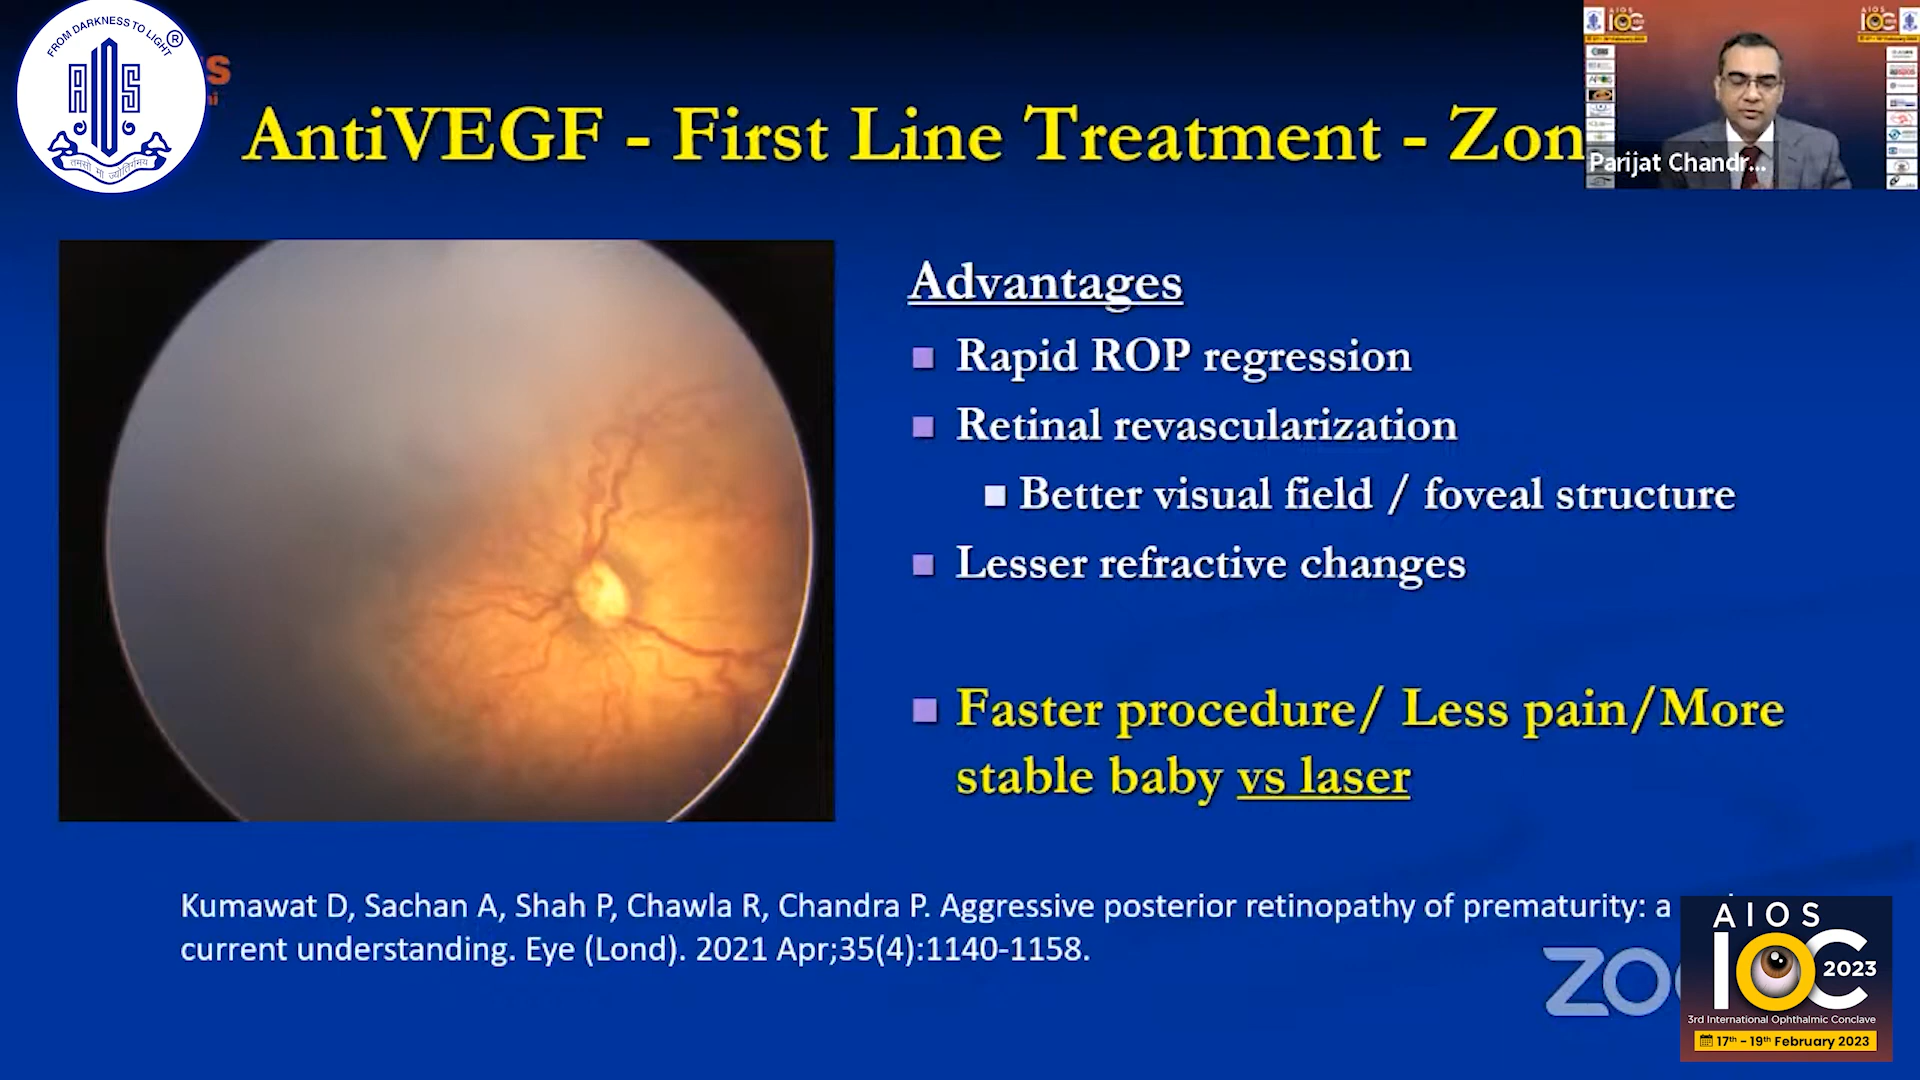 FROM DARKNESS TO LIGHT
®
AIOS
तमसो मा ज्योतिर्गमय
AntiVEGF - First Line Treatment - Zon
Parijat Chandr...
Advantages
Rapid ROP regression
Retinal revascularization
Better visual field / foveal structure
Lesser refractive changes
Faster procedure/ Less pain/More
stable baby vs laser
Kumawat D, Sachan A, Shah P, Chawla R, Chandra P. Aggressive posterior retinopathy of prematurity: a
current understanding. Eye (Lond). 2021 Apr;35(4):1140-1158.
AIOS
IOC
2023
3rd International Ophthalmic Conclave
17th - 19th February 2023